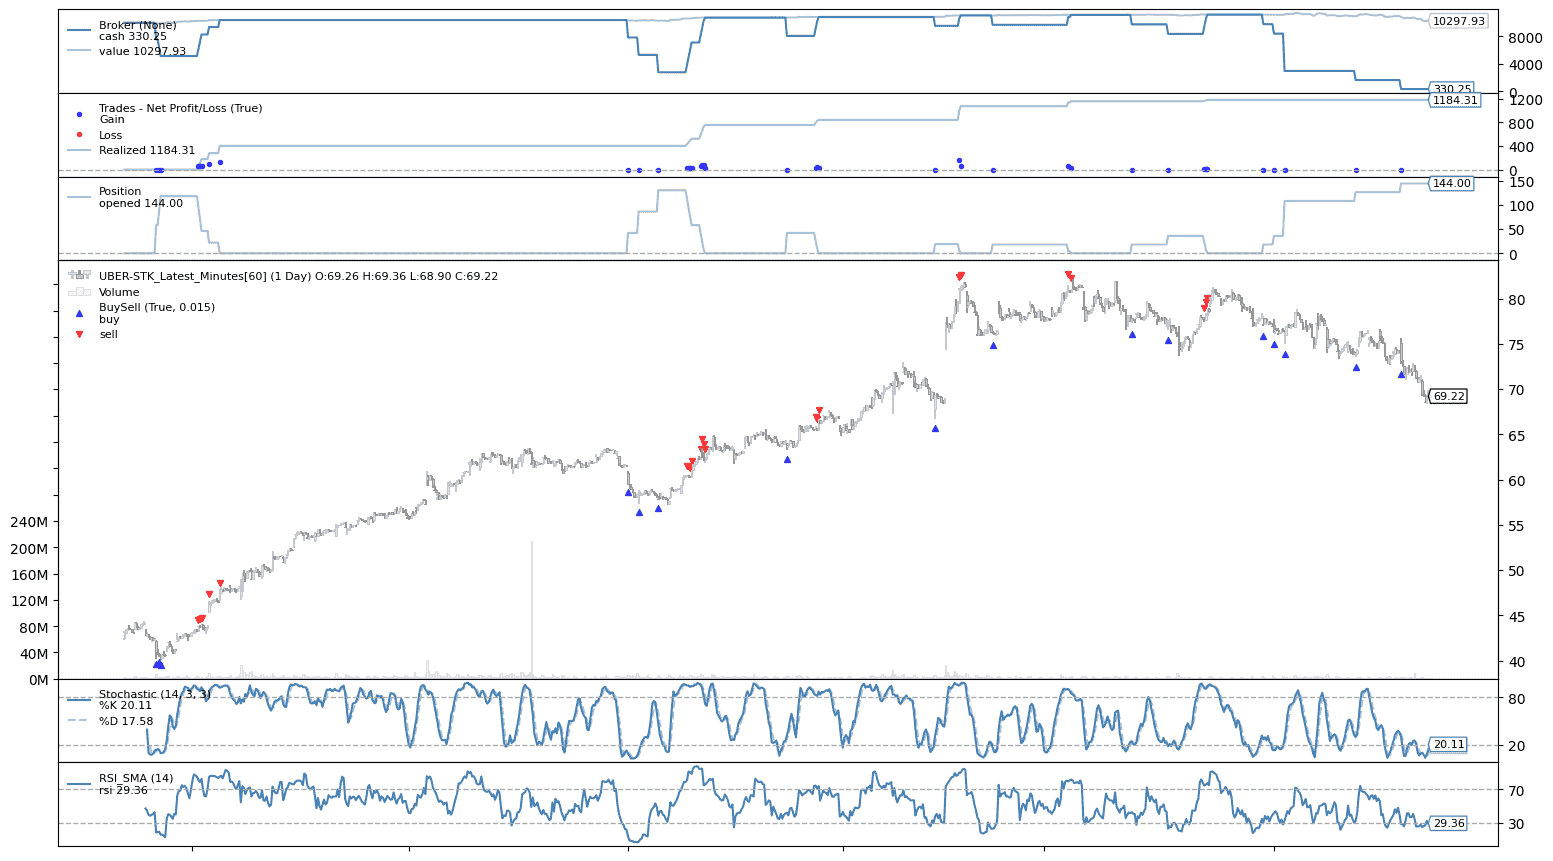 Broker (None)
cash 330.25
value 10297.93
10297.93
8000
4000
0
330.25
Trades - Net Profit/Loss (True)
Gain
Loss
Realized 1184.31
1184.31
1200
800
400
0
Position
opened 144.00
144.00
150
100
50
0
UBER-STK_Latest_Minutes[60] (1 Day) O:69.26 H:69.36 L:68.90 C:69.22
Volume
BuySell (True, 0.015)
buy
sell
80
75
70
69.22
65
60
55
50
45
40
240M
200M
160M
120M
80M
40M
0M
Stochastic (14, 3, 3)
%K 20.11
%D 17.58
80
20.11
20
RSI_SMA (14)
rsi 29.36
70
29.36
30